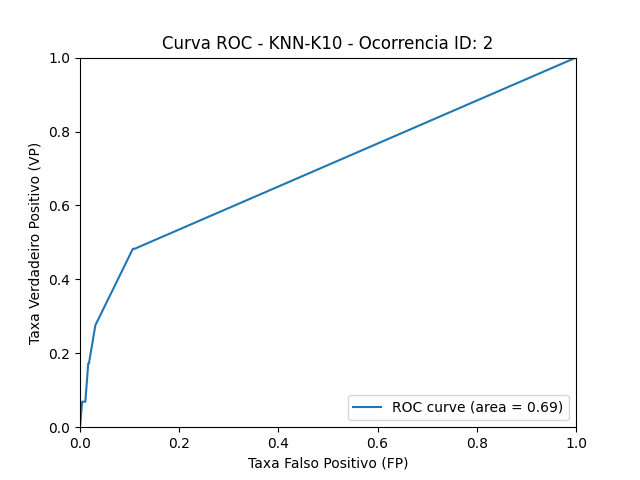 Curva ROC - KNN-K10 - Ocorrencia ID: 2
1.0
0.8
0.6
0.4
0.2
0.0
Taxa Verdadeiro Positivo (VP)
ROC curve (area = 0.69)
0.0 0.2 0.4 0.6 0.8 1.0
Taxa Falso Positivo (FP)